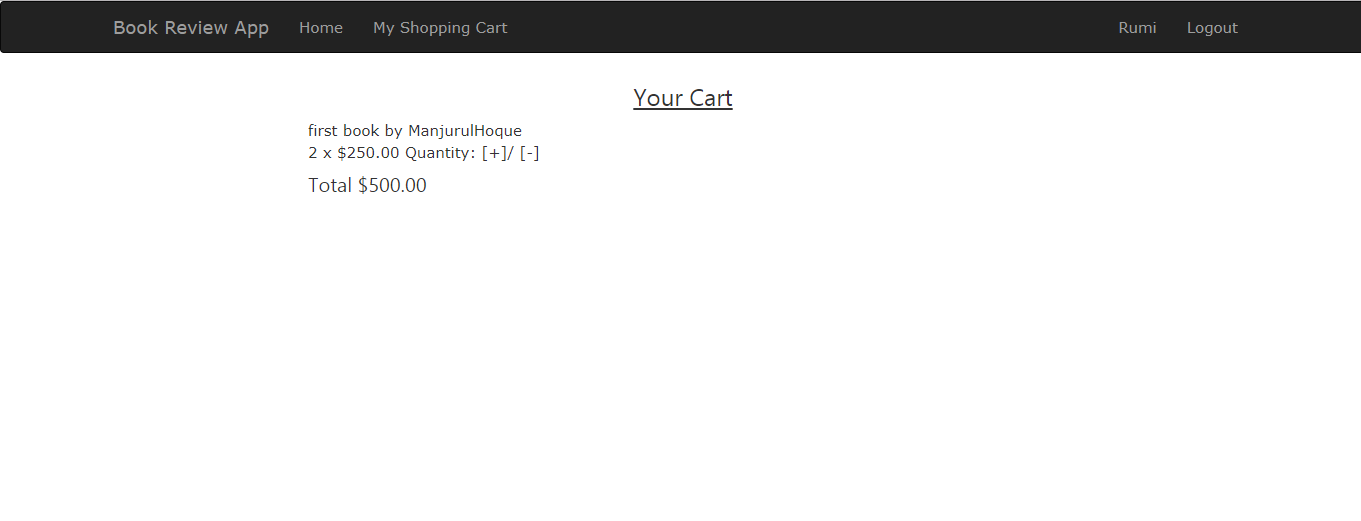 Book Review App Home My Shopping Cart Rumi Logout
Your Cart
first book by ManjurulHoque
2 x $250.00 Quantity: [+]/ [-]
Total $500.00